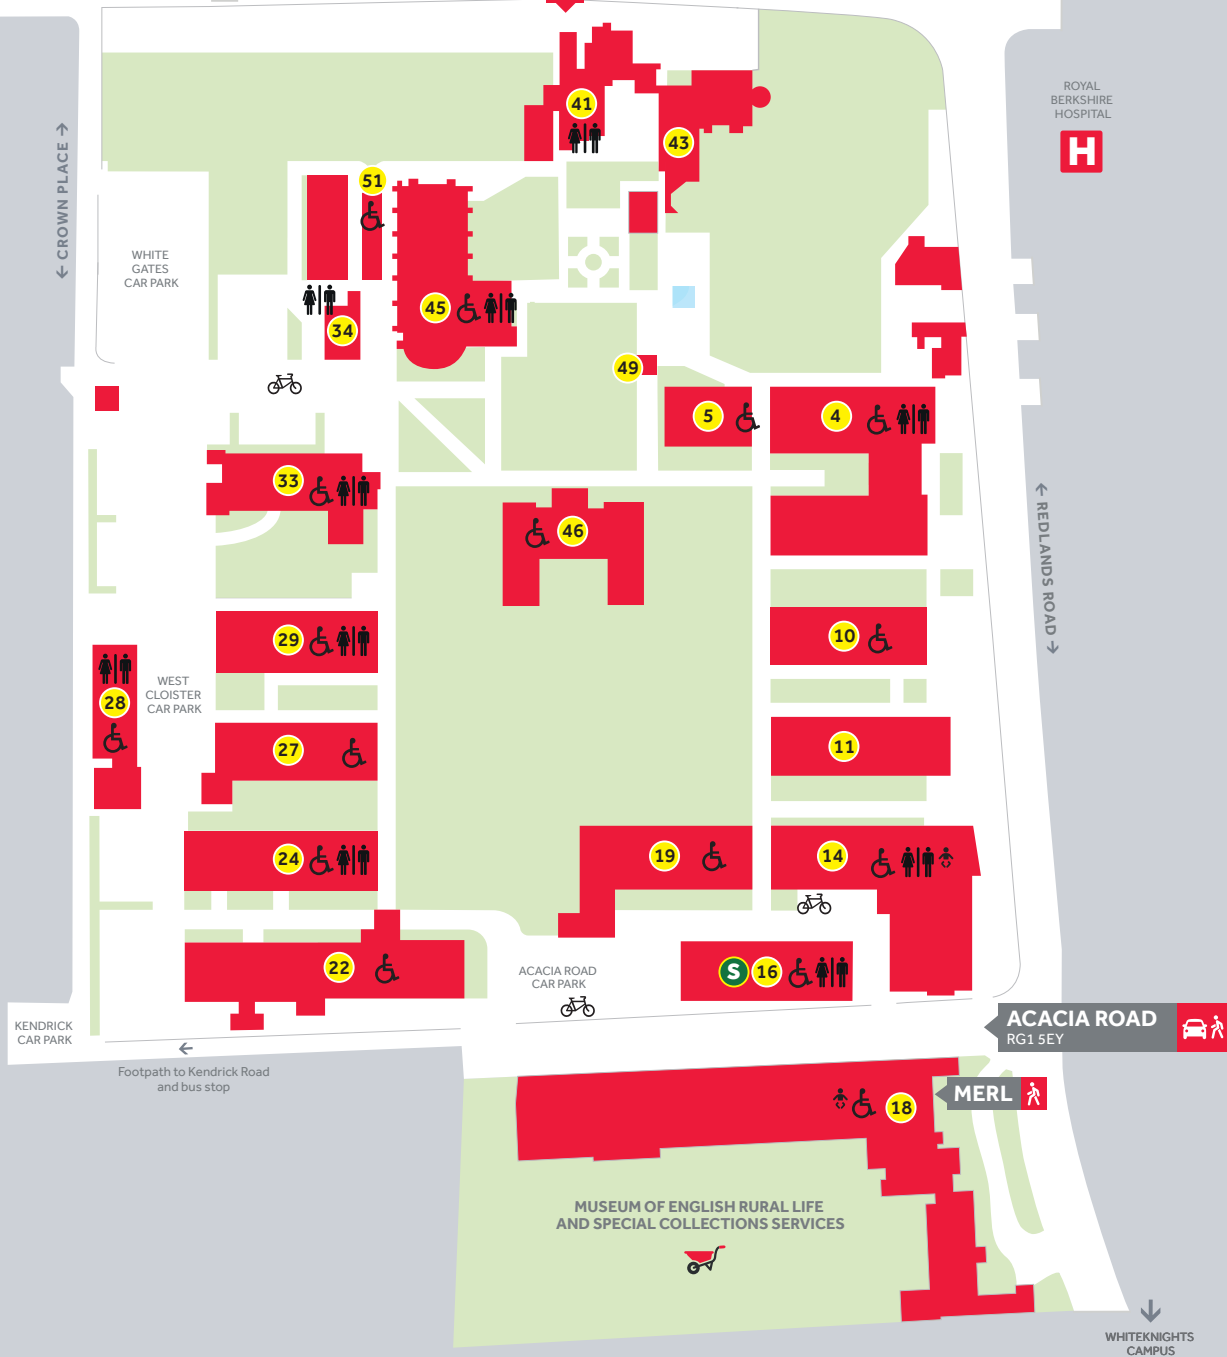 ROYAL
BERKSHIRE
HOSPITAL
H
41
43
51
← CROWN PLACE →
WHITE
GATES
CAR PARK
45
34
49
5
4
33
46
← REDLANDS ROAD →
29
10
28
WEST
CLOISTER
CAR PARK
27
11
24
19
14
22
ACACIA ROAD
CAR PARK
S
16
KENDRICK
CAR PARK
ACACIA ROAD
RG1 5EY
←
Footpath to Kendrick Road
and bus stop
MERL
18
MUSEUM OF ENGLISH RURAL LIFE
AND SPECIAL COLLECTIONS SERVICES
↓
WHITEKNIGHTS
CAMPUS